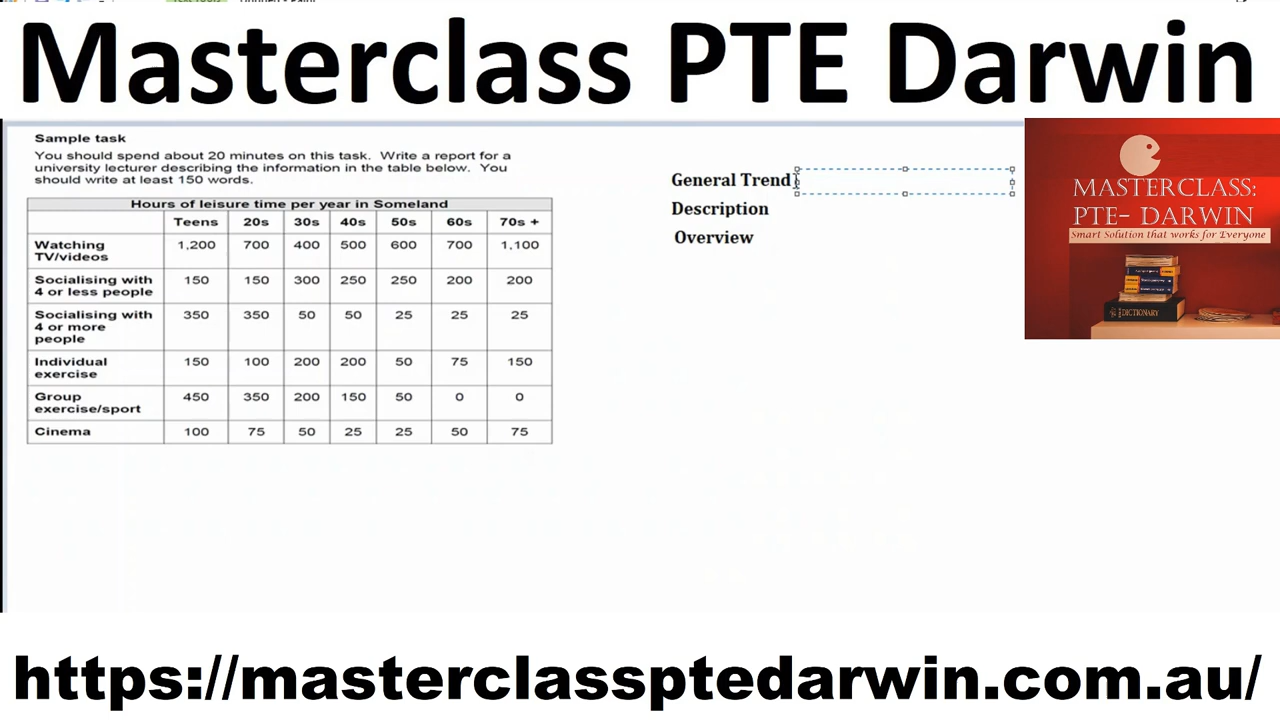 Masterclass PTE Darwin
Sample task
You should spend about 20 minutes on this task. Write a report for a
university lecturer describing the information in the table below. You
should write at least 150 words.
Hours of leisure time per year in Someland
Teens 20s 30s 40s 50s 60s 70s +
Watching TV/videos 1,200 700 400 500 600 700 1,100
Socialising with 4 or less people 150 150 300 250 250 200 200
Socialising with 4 or more people 350 350 50 50 25 25 25
Individual exercise 150 100 200 200 50 75 150
Group exercise/sport 450 350 200 150 50 0 0
Cinema 100 75 50 25 25 50 75
General Trend
Description
Overview
MASTERCLASS:
PTE- DARWIN
Smart Solution that works for Everyone
DICTIONARY
https://masterclassptedarwin.com.au/